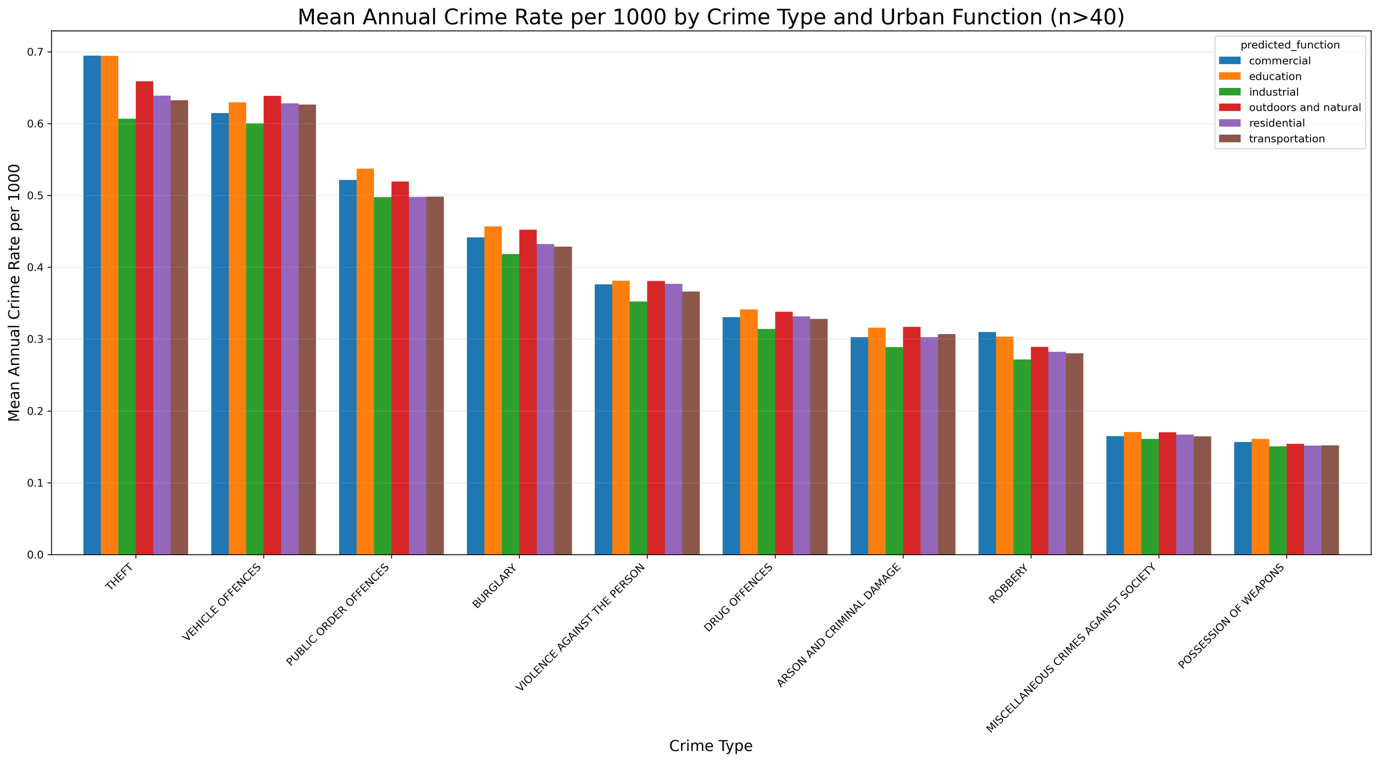 Mean Annual Crime Rate per 1000 by Crime Type and Urban Function (n>40)
predicted_function
commercial
education
industrial
outdoors and natural
residential
transportation
Mean Annual Crime Rate per 1000
0.7
0.6
0.5
0.4
0.3
0.2
0.1
0.0
THEFT
VEHICLE OFFENCES
PUBLIC ORDER OFFENCES
BURGLARY
VIOLENCE AGAINST THE PERSON
DRUG OFFENCES
ARSON AND CRIMINAL DAMAGE
ROBBERY
MISCELLANEOUS CRIMES AGAINST SOCIETY
POSSESSION OF WEAPONS
Crime Type